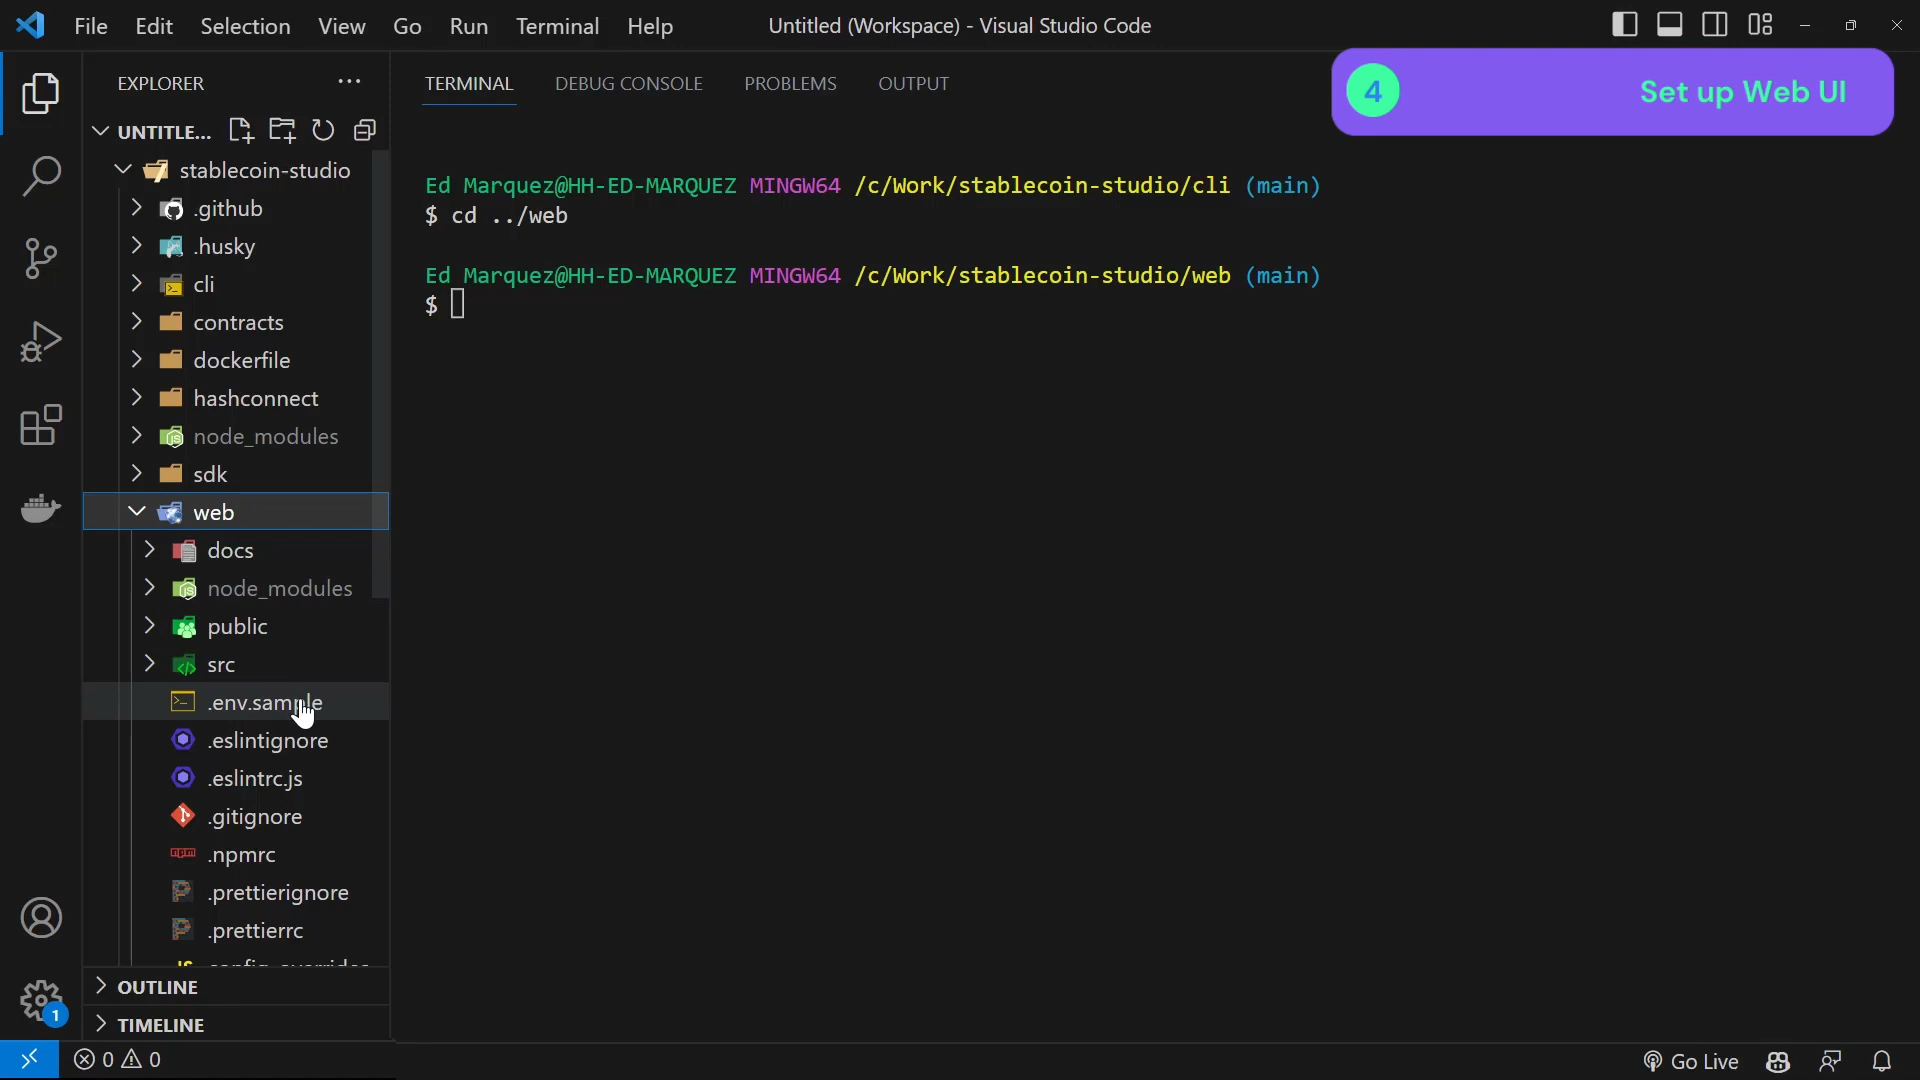 File Edit Selection View Go Run Terminal Help
Untitled (Workspace) - Visual Studio Code
EXPLORER
TERMINAL DEBUG CONSOLE PROBLEMS OUTPUT
4 Set up Web UI
UNTITLE...
stablecoin-studio
.github
.husky
cli
contracts
dockerfile
hashconnect
node_modules
sdk
web
docs
node_modules
public
src
.env.sample
.eslintignore
.eslintrc.js
.gitignore
.npmrc
.prettierignore
.prettierrc
OUTLINE
TIMELINE
Ed Marquez@HH-ED-MARQUEZ MINGW64 /c/Work/stablecoin-studio/cli (main)
$ cd ../web
Ed Marquez@HH-ED-MARQUEZ MINGW64 /c/Work/stablecoin-studio/web (main)
$
1
0 0
Go Live